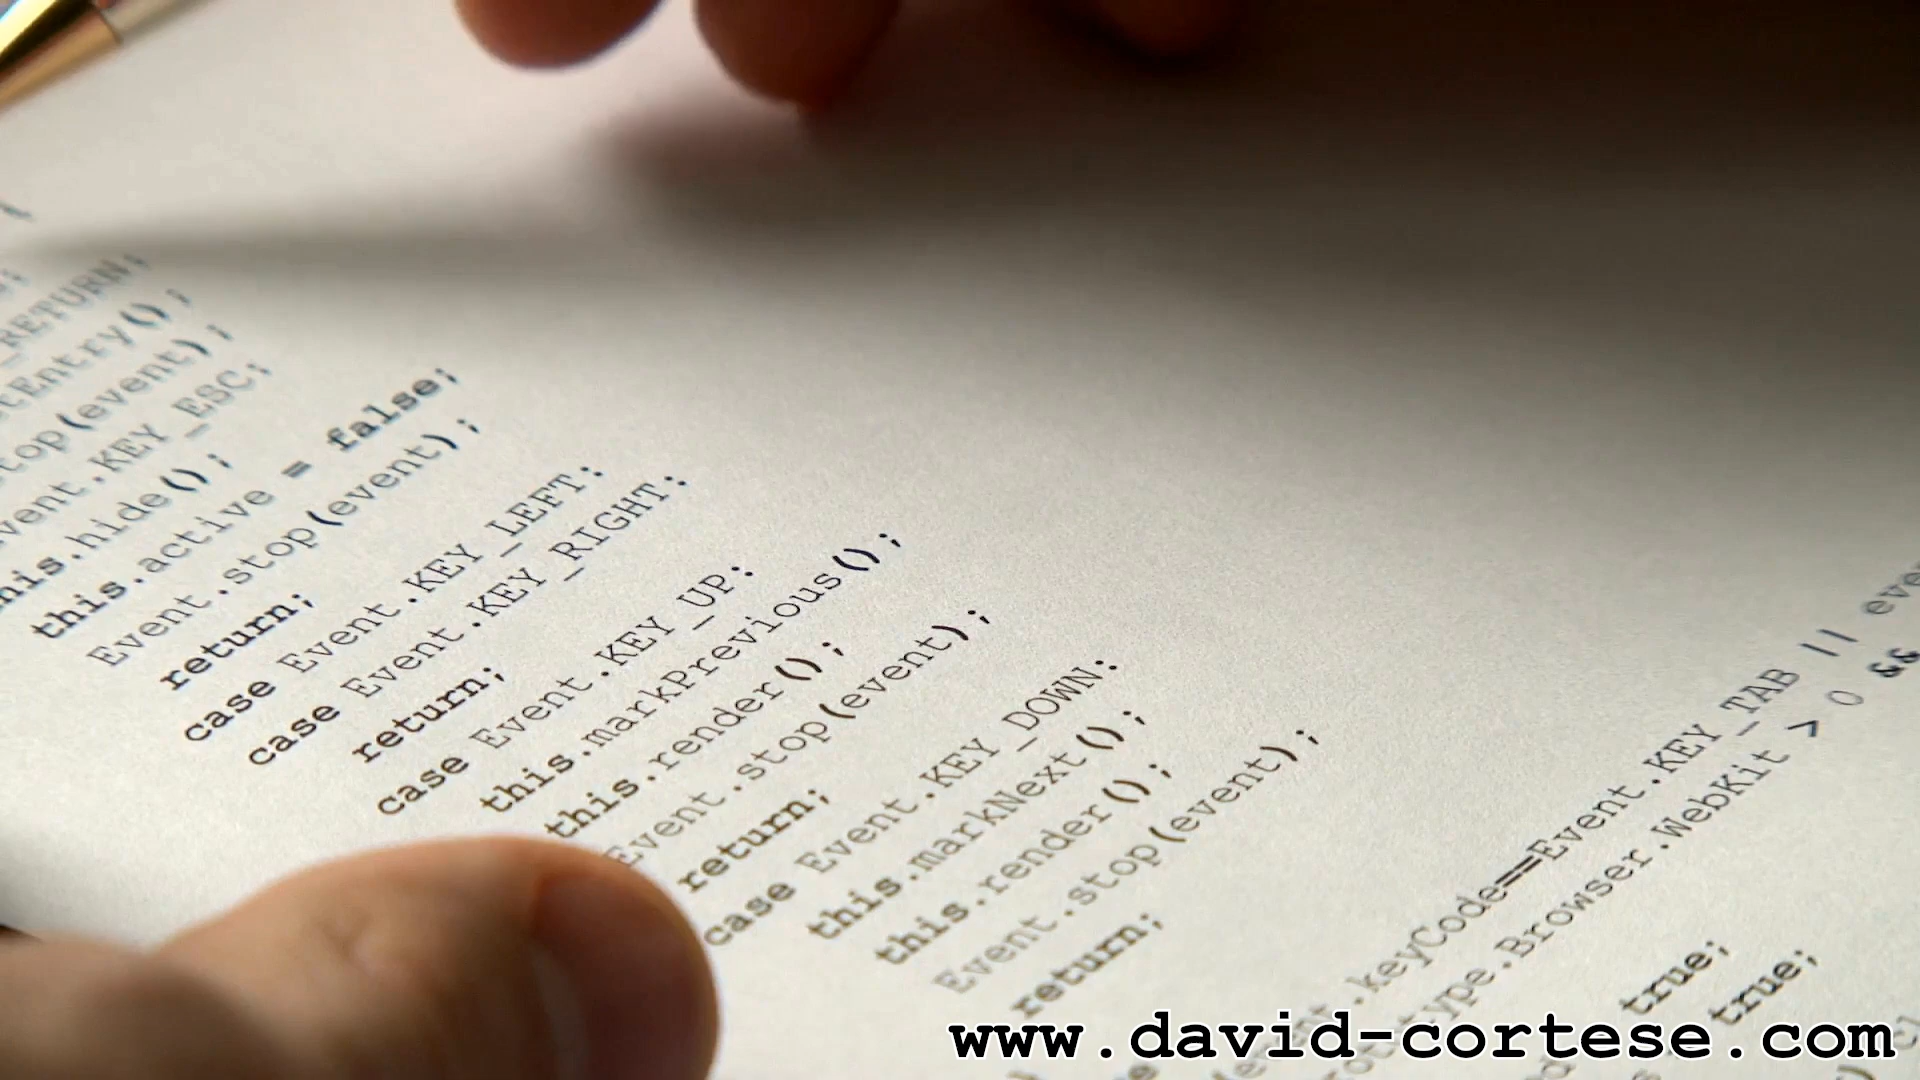 {
_RETURN;
tEntry();
top(event);
vent.KEY_ESC;
his.hide();
this.active = false;
Event.stop(event);
return;
case Event.KEY_LEFT:
case Event.KEY_RIGHT:
return;
case Event.KEY_UP:
this.markPrevious();
this.render();
Event.stop(event);
return;
case Event.KEY_DOWN:
this.markNext();
this.render();
Event.stop(event);
return;
.keyCode==Event.KEY_TAB || eve
type.Browser.WebKit > 0 &&
true;
true;
www.david-cortese.com